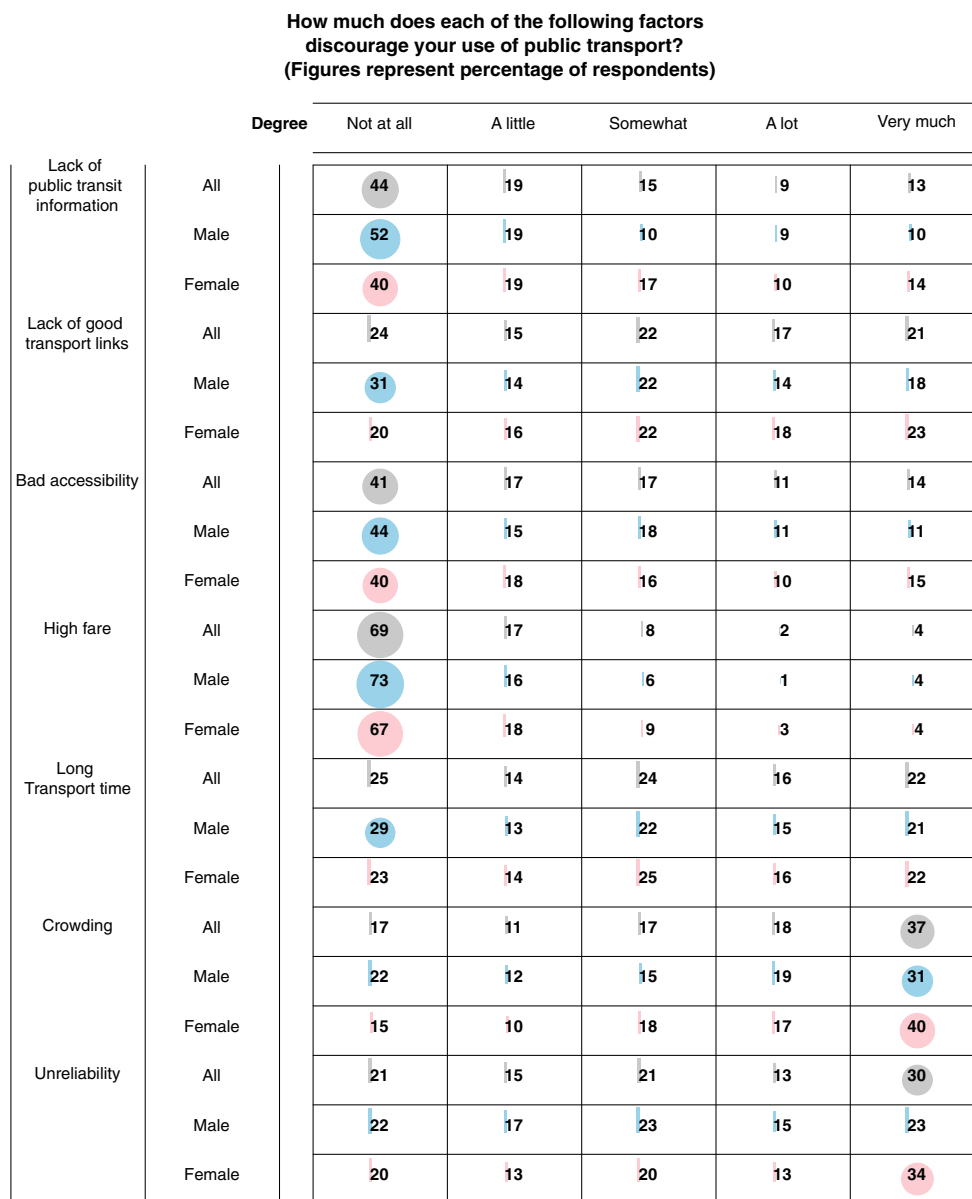 How much does each of the following factors
discourage your use of public transport?
(Figures represent percentage of respondents)
Degree Not at all A little Somewhat A lot Very much
Lack of
public transit
information
All 44 19 15 9 13
Male 52 19 10 9 10
Female 40 19 17 10 14
Lack of good
transport links
All 24 15 22 17 21
Male 31 14 22 14 18
Female 20 16 22 18 23
Bad accessibility All 41 17 17 11 14
Male 44 15 18 11 11
Female 40 18 16 10 15
High fare All 69 17 8 2 4
Male 73 16 6 1 4
Female 67 18 9 3 4
Long
Transport time
All 25 14 24 16 22
Male 29 13 22 15 21
Female 23 14 25 16 22
Crowding All 17 11 17 18 37
Male 22 12 15 19 31
Female 15 10 18 17 40
Unreliability All 21 15 21 13 30
Male 22 17 23 15 23
Female 20 13 20 13 34